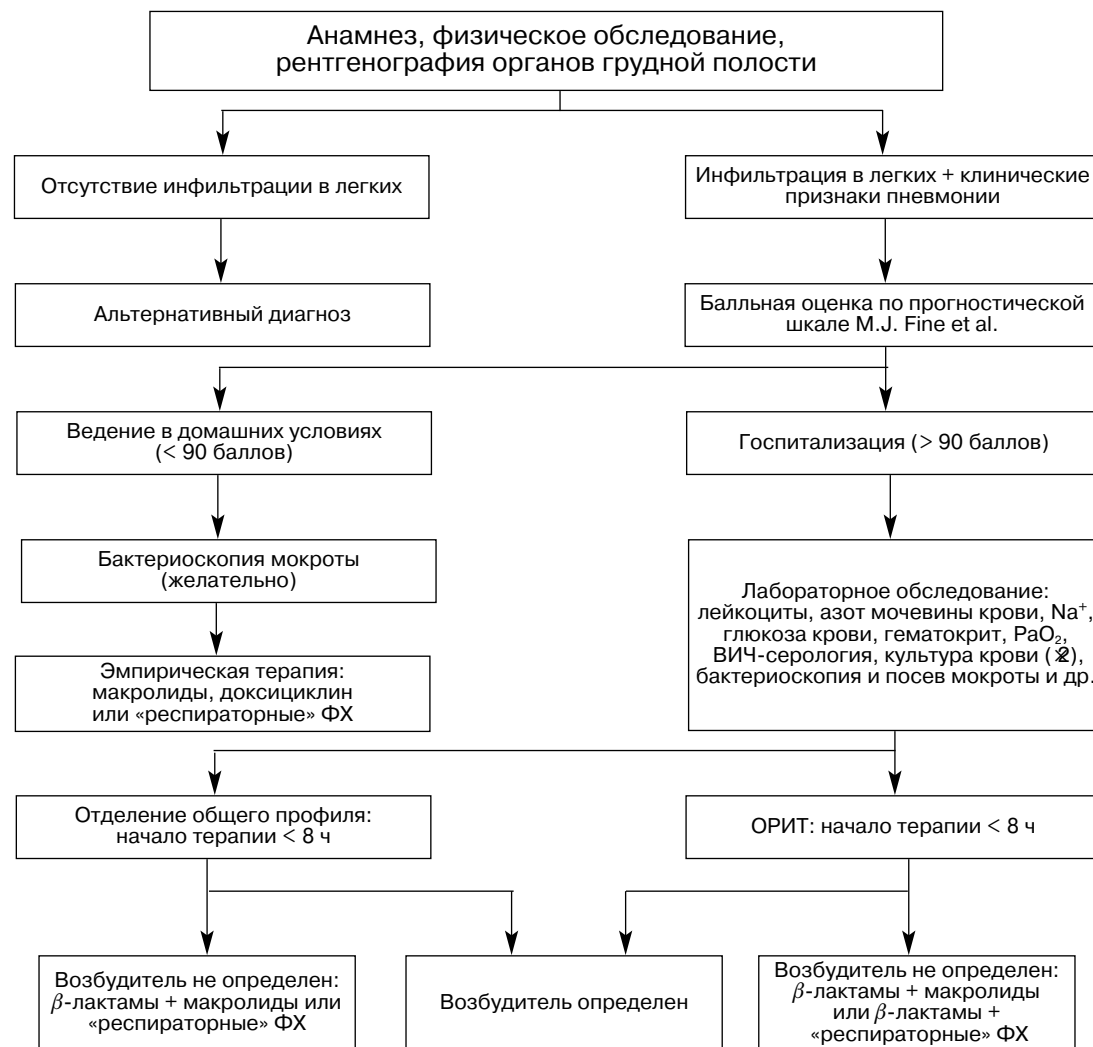 Анамнез, физическое обследование,
рентгенография органов грудной полости
Отсутствие инфильтрации в легких
Инфильтрация в легких + клинические
признаки пневмонии
Альтернативный диагноз
Балльная оценка по прогностической
шкале M.J. Fine et al.
Ведение в домашних условиях
(< 90 баллов)
Госпитализация (> 90 баллов)
Бактериоскопия мокроты
(желательно)
Лабораторное обследование:
лейкоциты, азот мочевины крови, Na⁺,
глюкоза крови, гематокрит, PaO₂,
ВИЧ-серология, культура крови (×2),
бактериоскопия и посев мокроты и др.
Эмпирическая терапия:
макролиды, доксициклин
или «респираторные» ФХ
Отделение общего профиля:
начало терапии < 8 ч
ОРИТ: начало терапии < 8 ч
Возбудитель не определен:
β-лактамы + макролиды или
«респираторные» ФХ
Возбудитель определен
Возбудитель не определен:
β-лактамы + макролиды
или β-лактамы +
«респираторные» ФХ